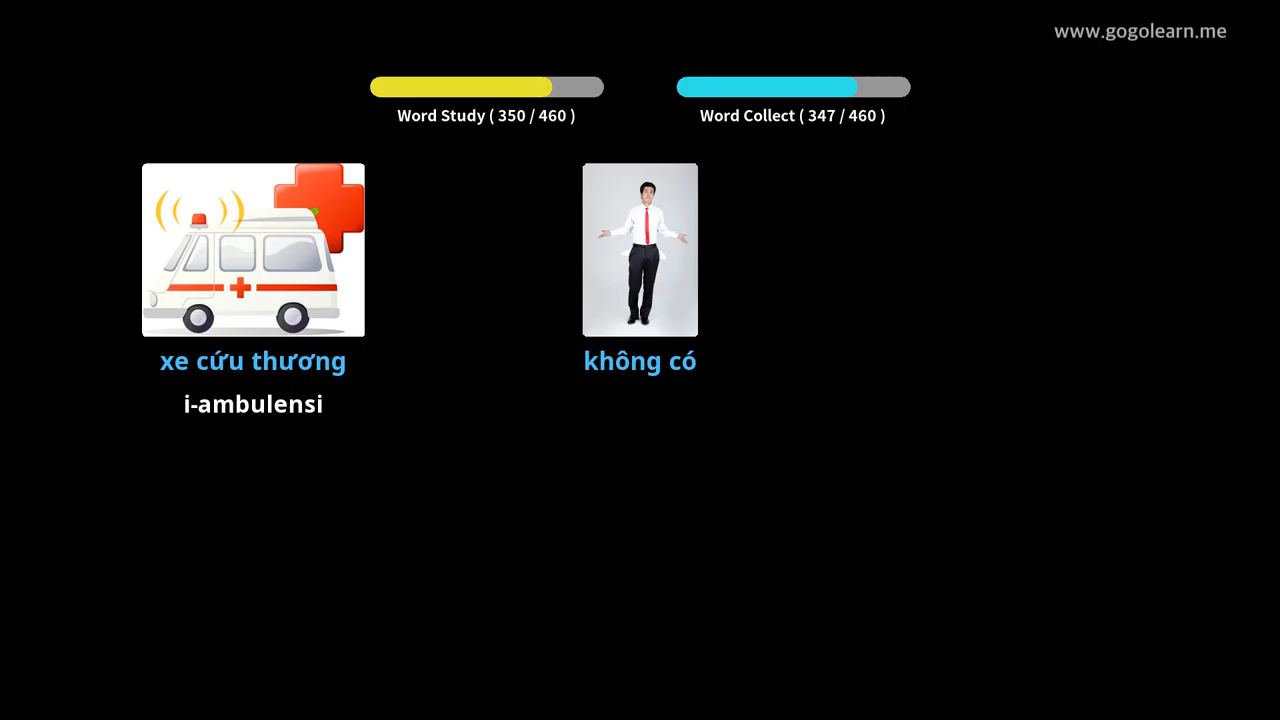 www.gogolearn.me
Word Study ( 350 / 460 )
Word Collect ( 347 / 460 )
xe cứu thương
không có
i-ambulensi